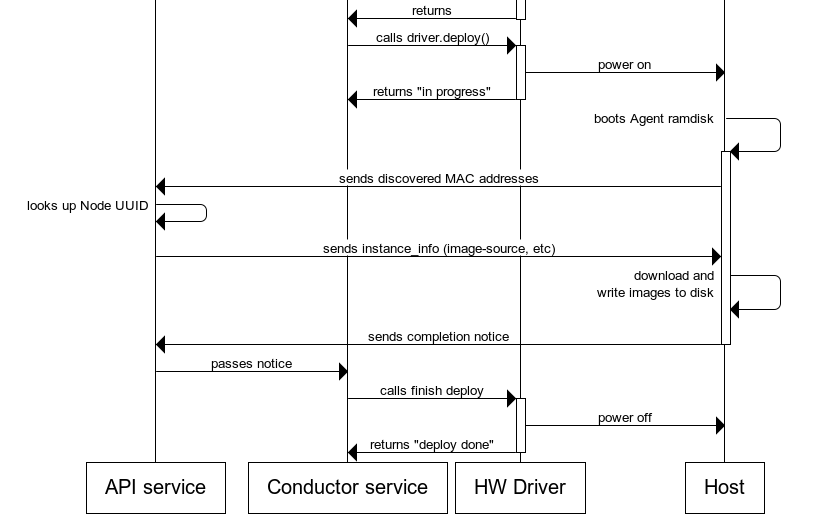 returns
calls driver.deploy()
power on
returns "in progress"
boots Agent ramdisk
sends discovered MAC addresses
looks up Node UUID
sends instance_info (image-source, etc)
download and
write images to disk
sends completion notice
passes notice
calls finish deploy
power off
returns "deploy done"
API service
Conductor service
HW Driver
Host